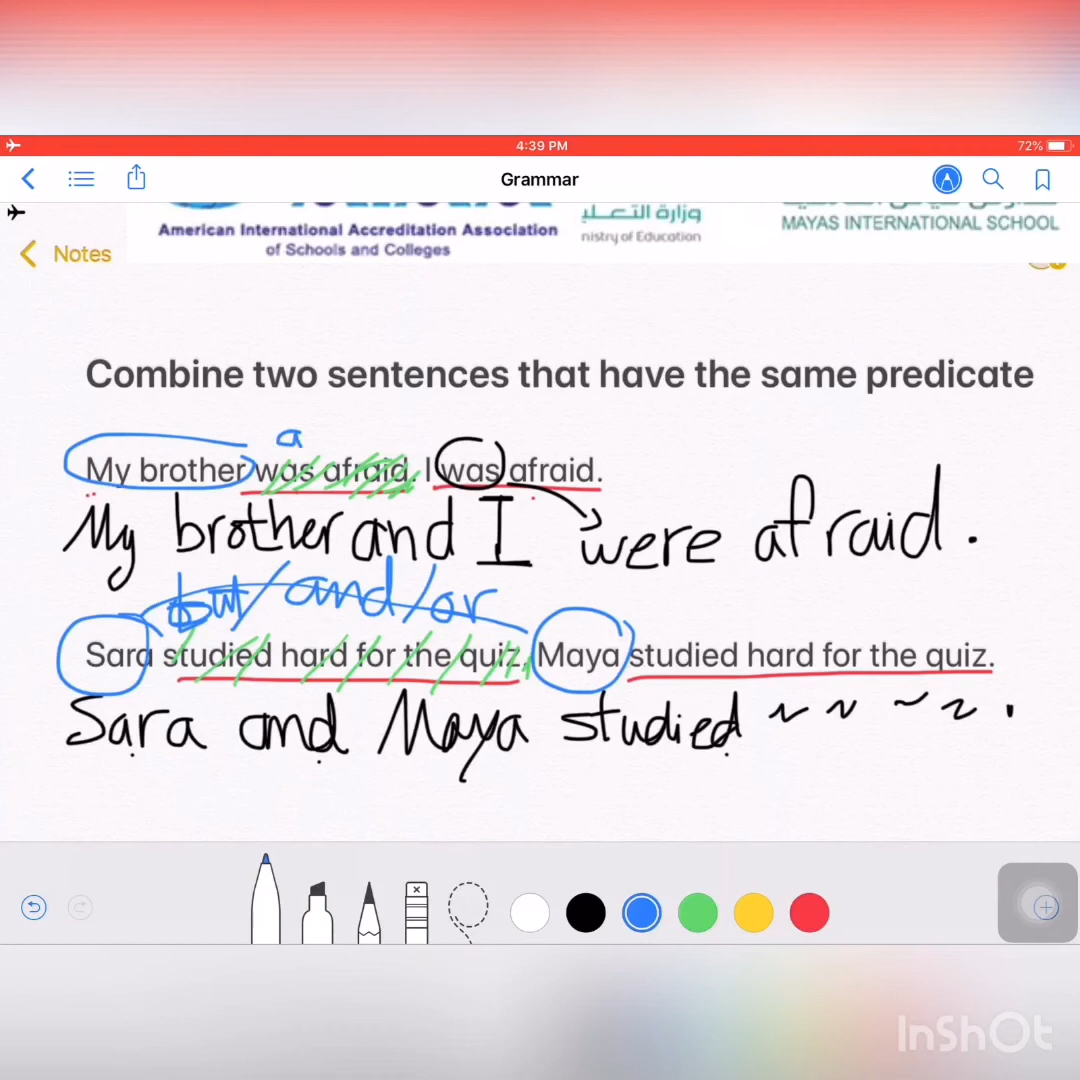 4:39 PM 72%
Grammar
American International Accreditation Association
of Schools and Colleges
وزارة التعليـ
nistry of Education
MAYAS INTERNATIONAL SCHOOL
Notes
Combine two sentences that have the same predicate
a
My brother was afraid. I was afraid.
My brother and I were afraid.
but/and/or
Sara studied hard for the quiz. Maya studied hard for the quiz.
Sara and Maya studied ~ ~ ~ ~ .
InShOt